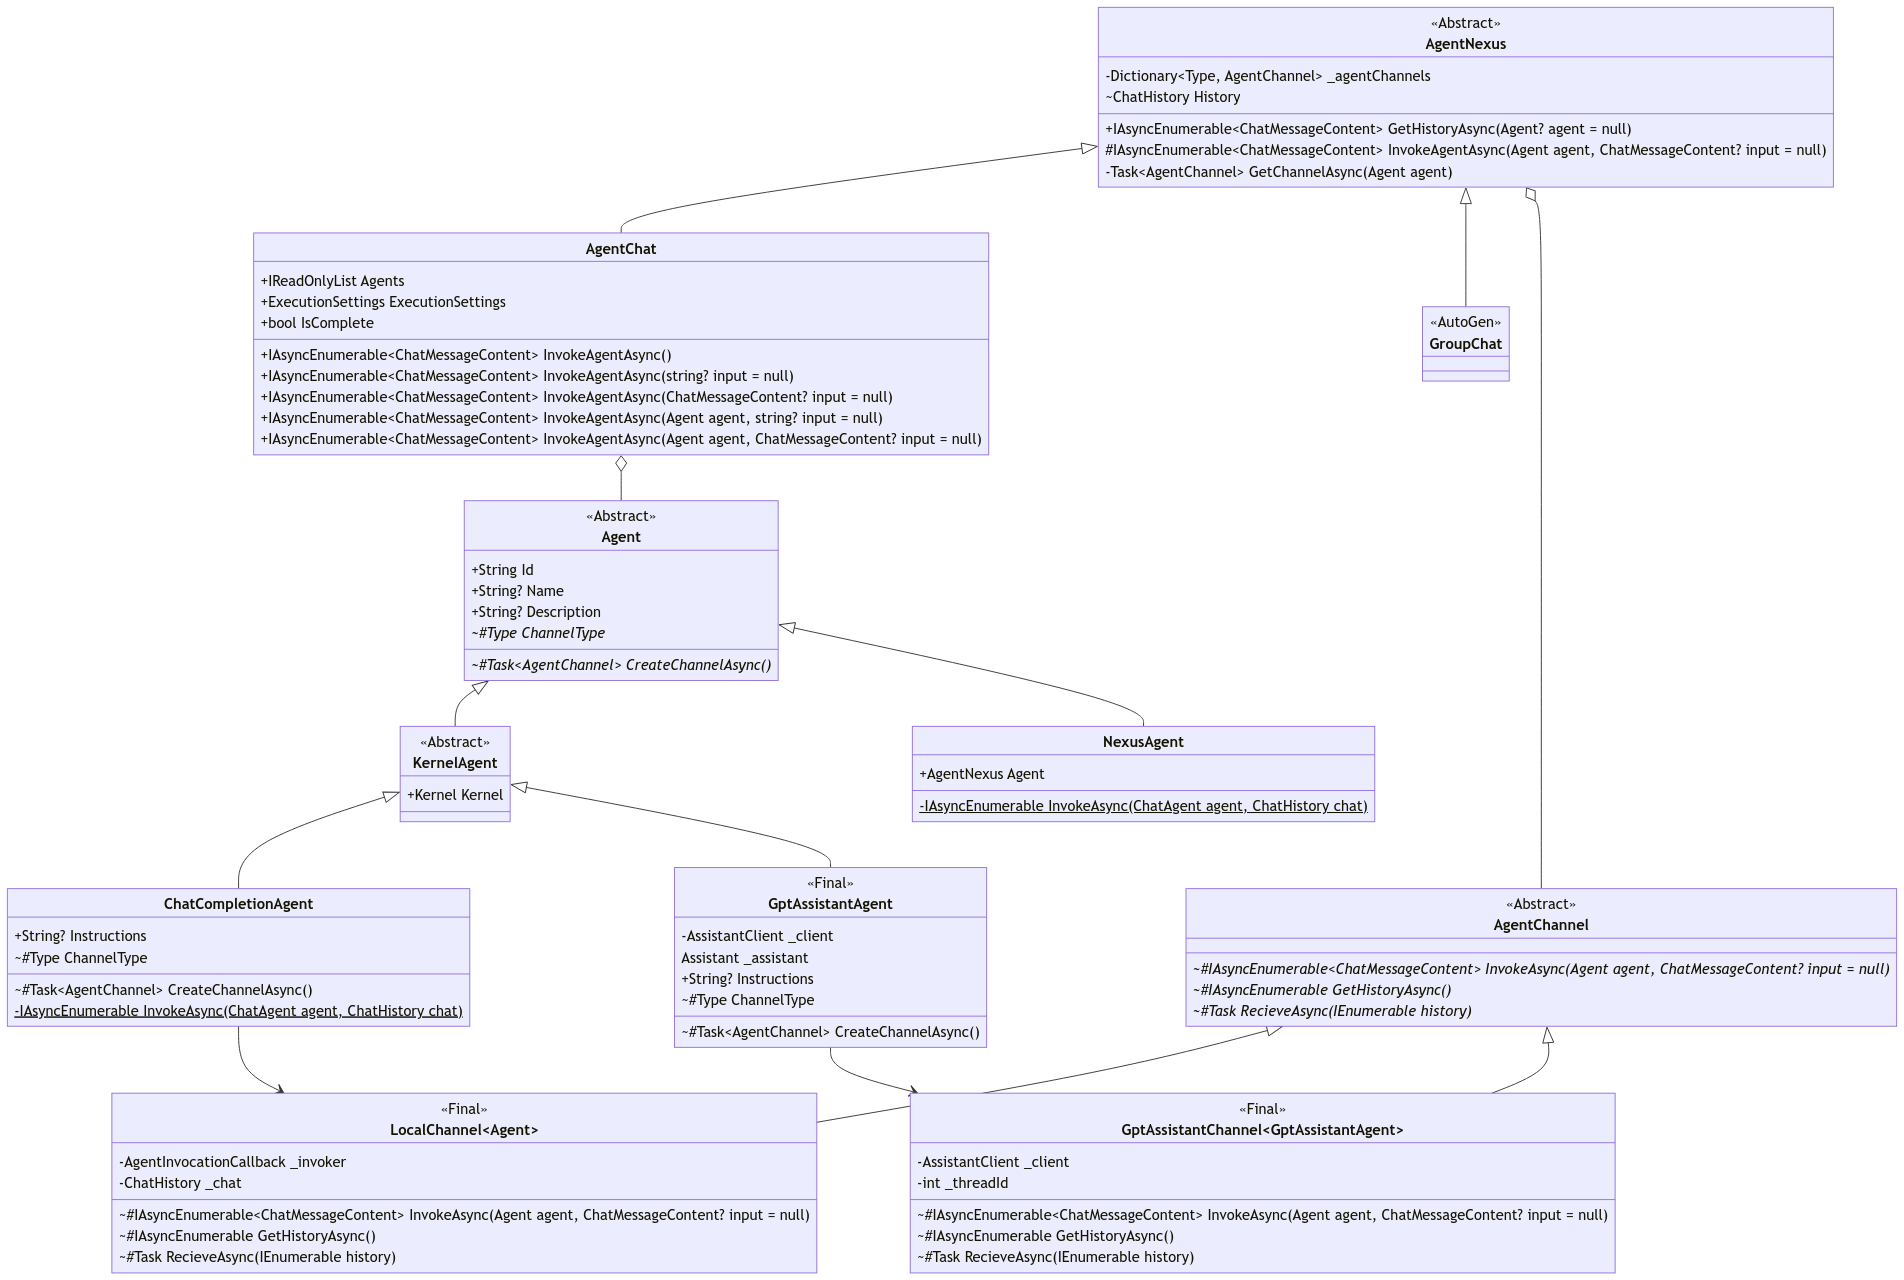 «Abstract»
AgentNexus
-Dictionary<Type, AgentChannel> _agentChannels
~ChatHistory History
+IAsyncEnumerable<ChatMessageContent> GetHistoryAsync(Agent? agent = null)
#IAsyncEnumerable<ChatMessageContent> InvokeAgentAsync(Agent agent, ChatMessageContent? input = null)
-Task<AgentChannel> GetChannelAsync(Agent agent)
AgentChat
+IReadOnlyList Agents
+ExecutionSettings ExecutionSettings
+bool IsComplete
+IAsyncEnumerable<ChatMessageContent> InvokeAgentAsync()
+IAsyncEnumerable<ChatMessageContent> InvokeAgentAsync(string? input = null)
+IAsyncEnumerable<ChatMessageContent> InvokeAgentAsync(ChatMessageContent? input = null)
+IAsyncEnumerable<ChatMessageContent> InvokeAgentAsync(Agent agent, string? input = null)
+IAsyncEnumerable<ChatMessageContent> InvokeAgentAsync(Agent agent, ChatMessageContent? input = null)
«AutoGen»
GroupChat
«Abstract»
Agent
+String Id
+String? Name
+String? Description
~#Type ChannelType
~#Task<AgentChannel> CreateChannelAsync()
«Abstract»
KernelAgent
+Kernel Kernel
NexusAgent
+AgentNexus Agent
-IAsyncEnumerable InvokeAsync(ChatAgent agent, ChatHistory chat)
ChatCompletionAgent
+String? Instructions
~#Type ChannelType
~#Task<AgentChannel> CreateChannelAsync()
-IAsyncEnumerable InvokeAsync(ChatAgent agent, ChatHistory chat)
«Final»
GptAssistantAgent
-AssistantClient _client
Assistant _assistant
+String? Instructions
~#Type ChannelType
~#Task<AgentChannel> CreateChannelAsync()
«Abstract»
AgentChannel
~#IAsyncEnumerable<ChatMessageContent> InvokeAsync(Agent agent, ChatMessageContent? input = null)
~#IAsyncEnumerable GetHistoryAsync()
~#Task RecieveAsync(IEnumerable history)
«Final»
LocalChannel<Agent>
-AgentInvocationCallback _invoker
-ChatHistory _chat
~#IAsyncEnumerable<ChatMessageContent> InvokeAsync(Agent agent, ChatMessageContent? input = null)
~#IAsyncEnumerable GetHistoryAsync()
~#Task RecieveAsync(IEnumerable history)
«Final»
GptAssistantChannel<GptAssistantAgent>
-AssistantClient _client
-int _threadId
~#IAsyncEnumerable<ChatMessageContent> InvokeAsync(Agent agent, ChatMessageContent? input = null)
~#IAsyncEnumerable GetHistoryAsync()
~#Task RecieveAsync(IEnumerable history)